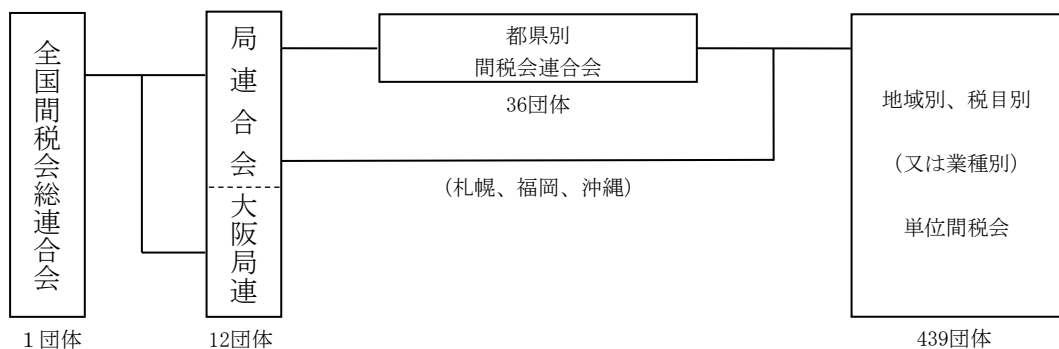 全国間税会総連合会
1団体
局連合会
大阪局連
12団体
都県別
間税会連合会
36団体
(札幌、福岡、沖縄)
地域別、税目別
(又は業種別)
単位間税会
439団体